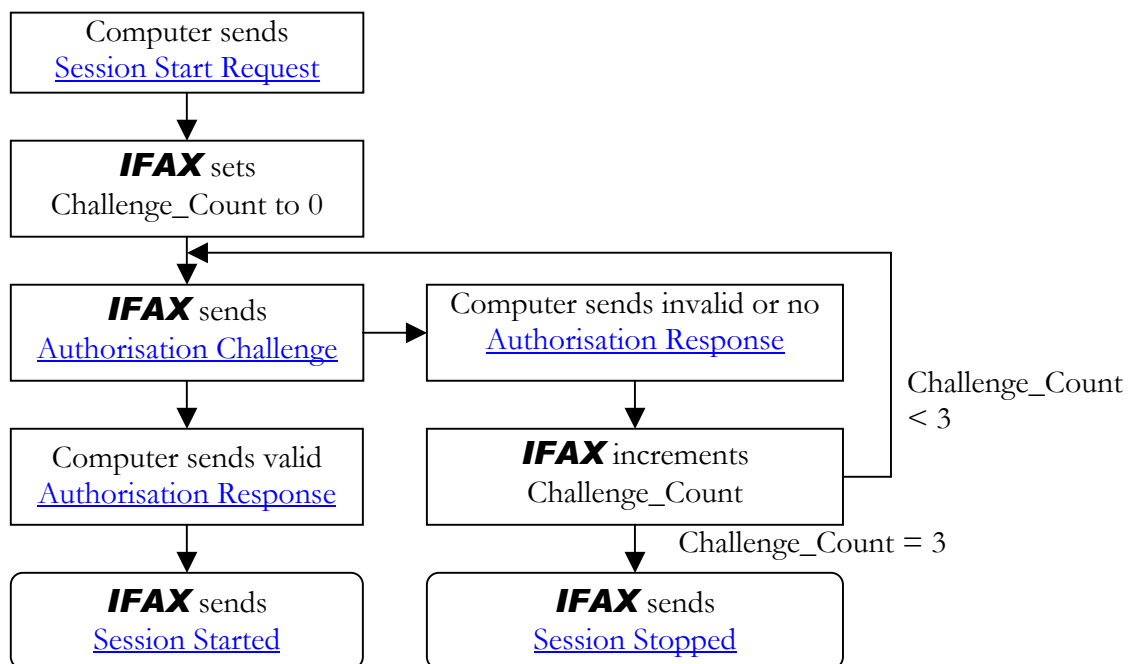 Computer sends
Session Start Request
IFAX sets
Challenge_Count to 0
IFAX sends
Authorisation Challenge
Computer sends invalid or no
Authorisation Response
Challenge_Count
< 3
Computer sends valid
Authorisation Response
IFAX increments
Challenge_Count
Challenge_Count = 3
IFAX sends
Session Started
IFAX sends
Session Stopped